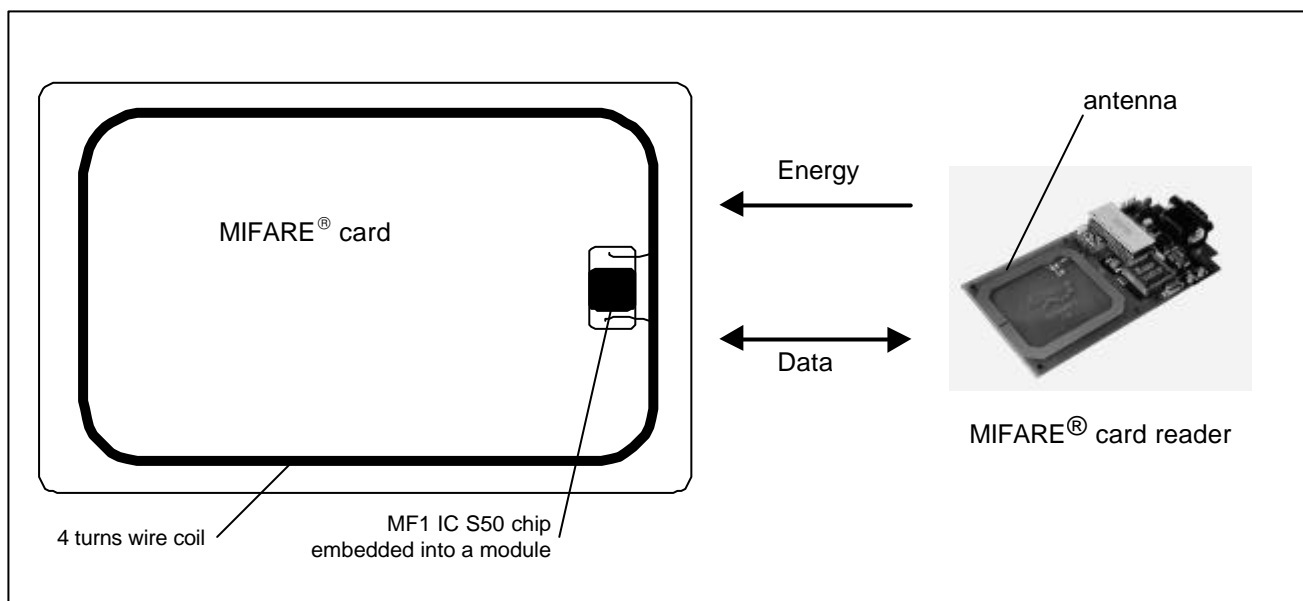 antenna
Energy
MIFARE® card
Data
MIFARE® card reader
4 turns wire coil
MF1 IC S50 chip
embedded into a module